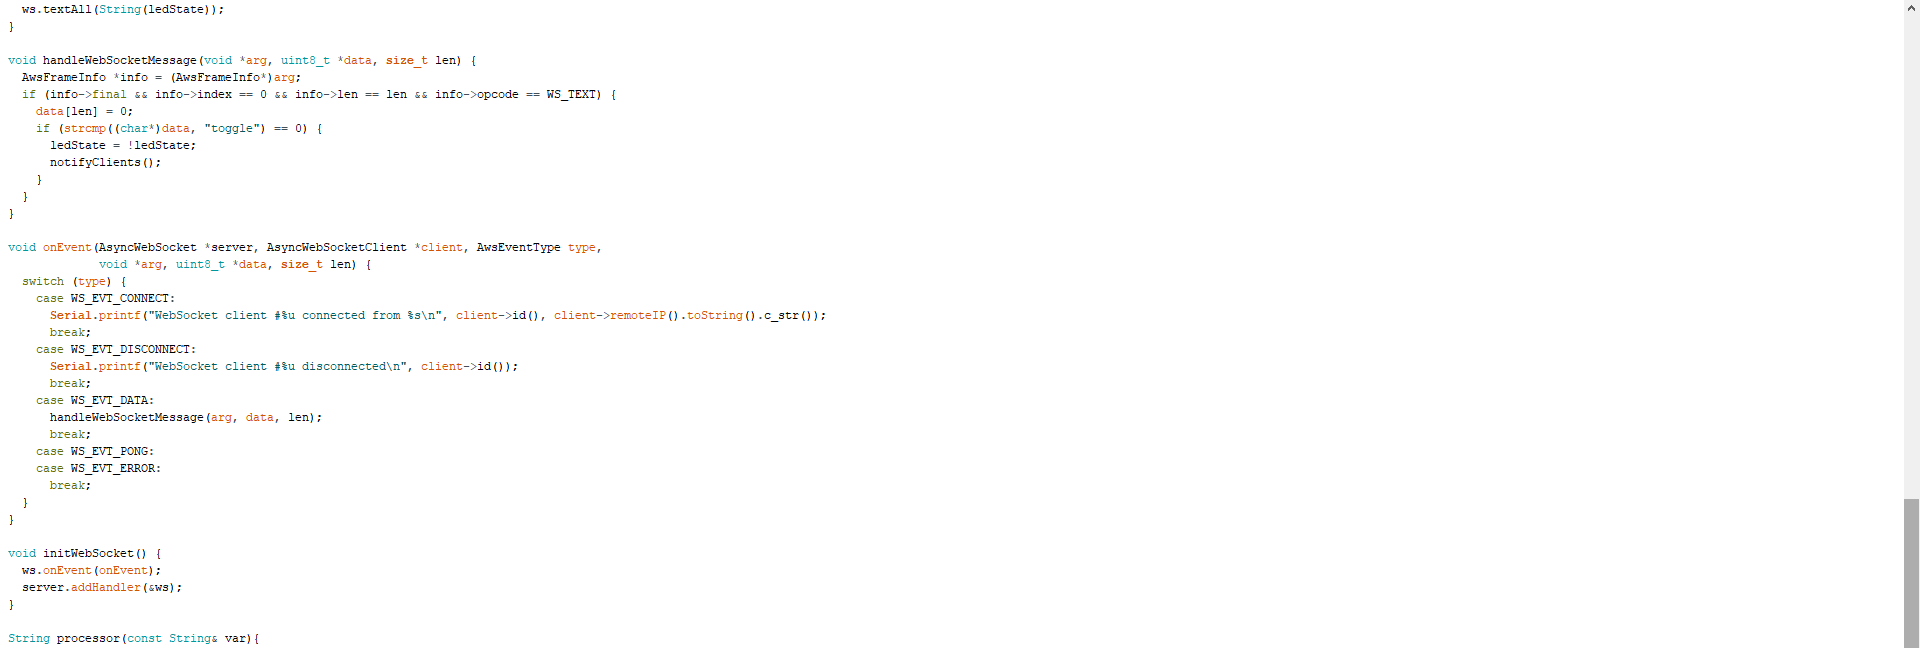 ws.textAll(String(ledState));
}

void handleWebSocketMessage(void *arg, uint8_t *data, size_t len) {
  AwsFrameInfo *info = (AwsFrameInfo*)arg;
  if (info->final && info->index == 0 && info->len == len && info->opcode == WS_TEXT) {
    data[len] = 0;
    if (strcmp((char*)data, "toggle") == 0) {
      ledState = !ledState;
      notifyClients();
    }
  }
}

void onEvent(AsyncWebSocket *server, AsyncWebSocketClient *client, AwsEventType type,
             void *arg, uint8_t *data, size_t len) {
  switch (type) {
    case WS_EVT_CONNECT:
      Serial.printf("WebSocket client #%u connected from %s\n", client->id(), client->remoteIP().toString().c_str());
      break;
    case WS_EVT_DISCONNECT:
      Serial.printf("WebSocket client #%u disconnected\n", client->id());
      break;
    case WS_EVT_DATA:
      handleWebSocketMessage(arg, data, len);
      break;
    case WS_EVT_PONG:
    case WS_EVT_ERROR:
      break;
  }
}

void initWebSocket() {
  ws.onEvent(onEvent);
  server.addHandler(&ws);
}

String processor(const String& var){